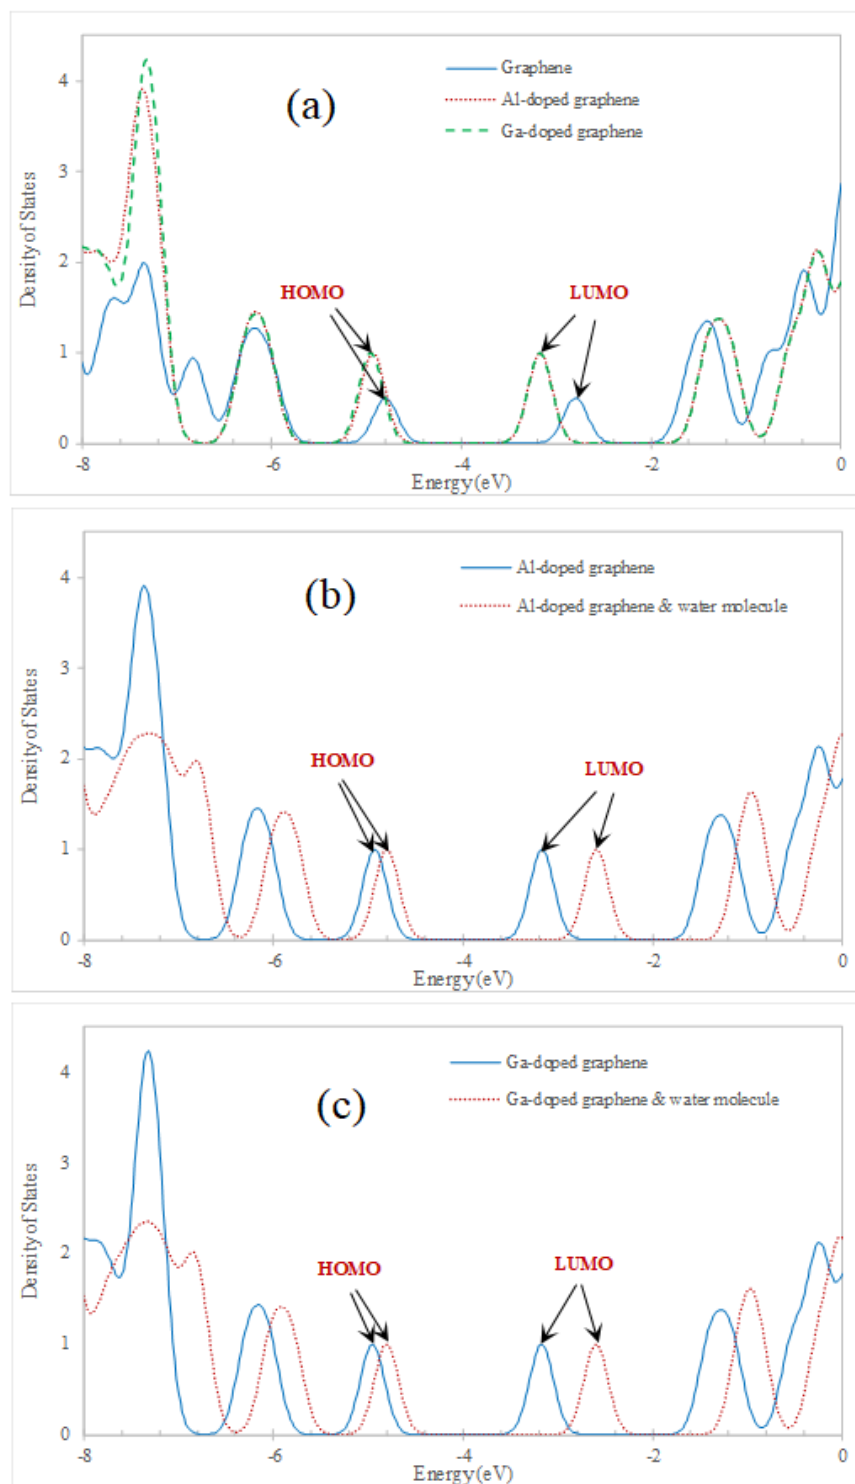 (a)
Graphene
Al-doped graphene
Ga-doped graphene
HOMO
LUMO
Density of States
4
3
2
1
0
-8
-6
-4
-2
0
Energy (eV)
(b)
Al-doped graphene
Al-doped graphene & water molecule
HOMO
LUMO
Density of States
4
3
2
1
0
-8
-6
-4
-2
0
Energy (eV)
(c)
Ga-doped graphene
Ga-doped graphene & water molecule
HOMO
LUMO
Density of States
4
3
2
1
0
-8
-6
-4
-2
0
Energy (eV)